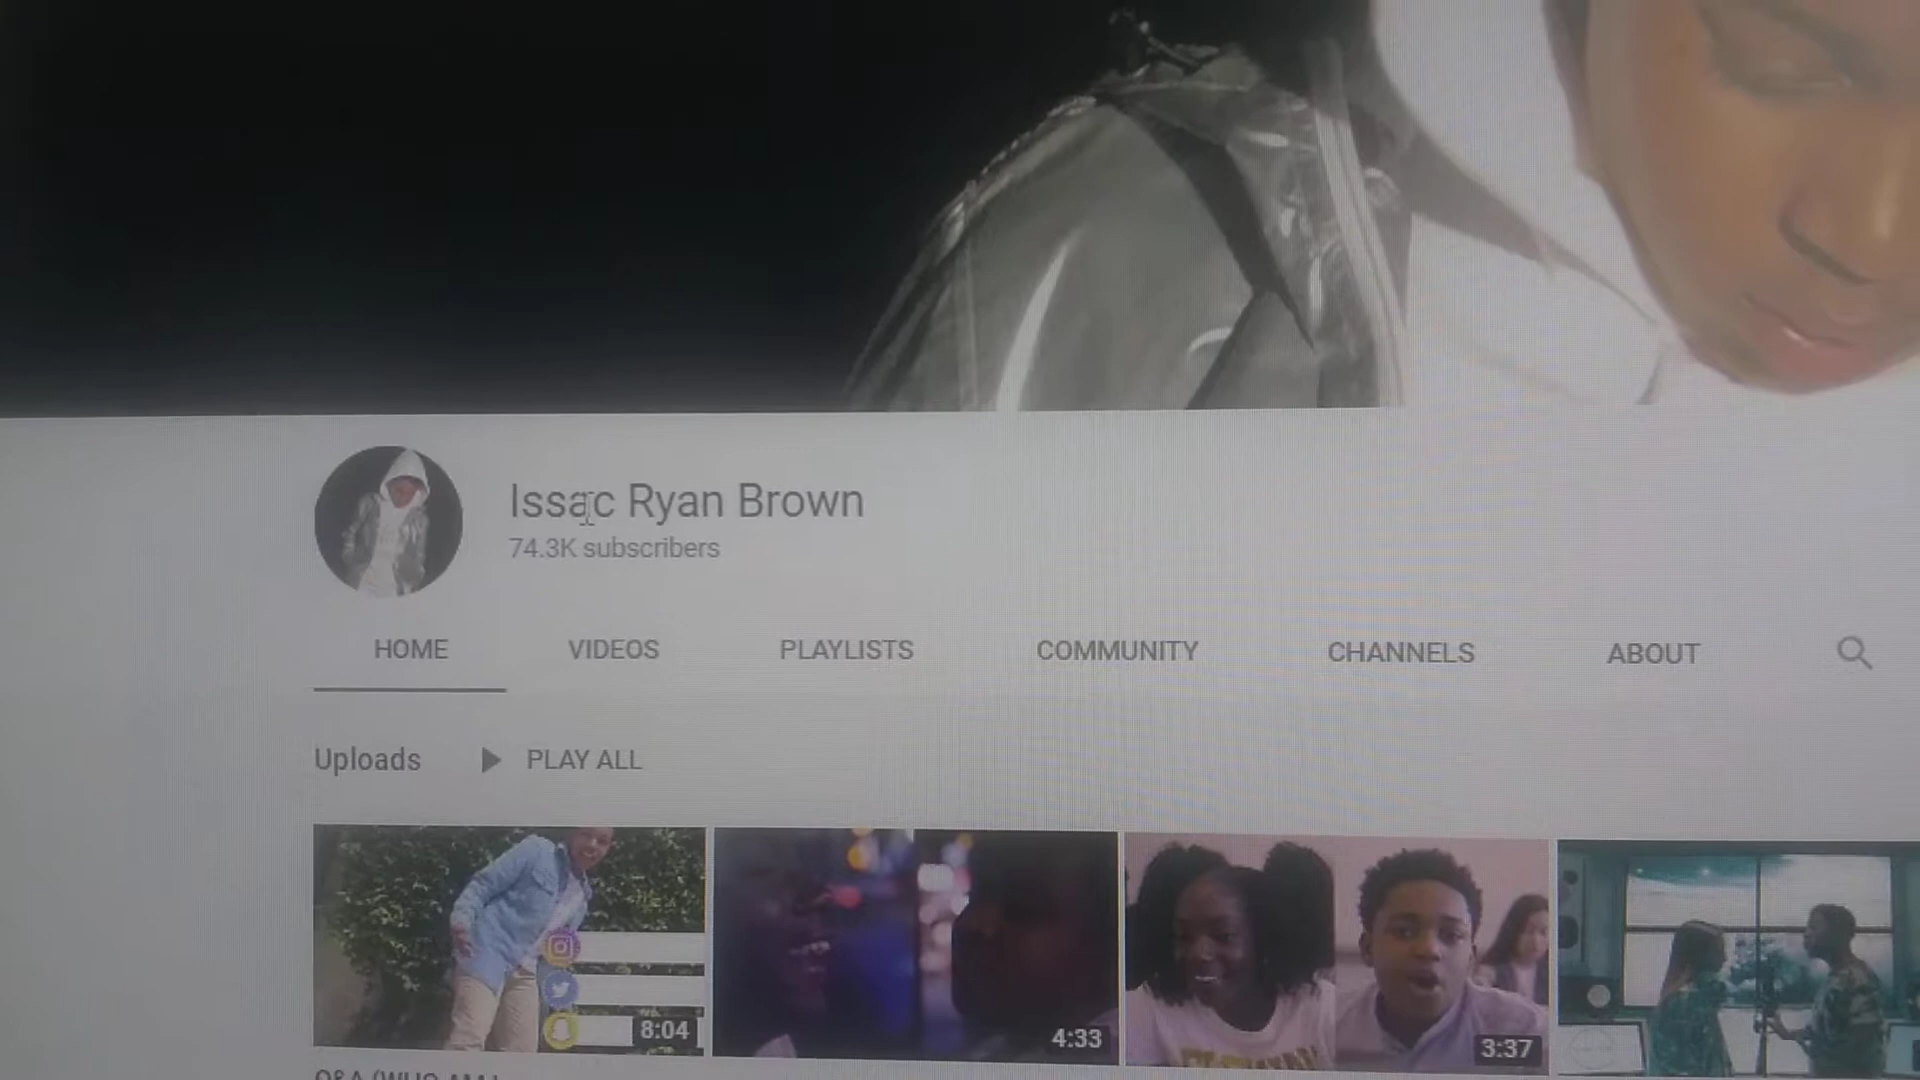 Issac Ryan Brown
74.3K subscribers
HOME VIDEOS PLAYLISTS COMMUNITY CHANNELS ABOUT
Uploads PLAY ALL
8:04
4:33
3:37